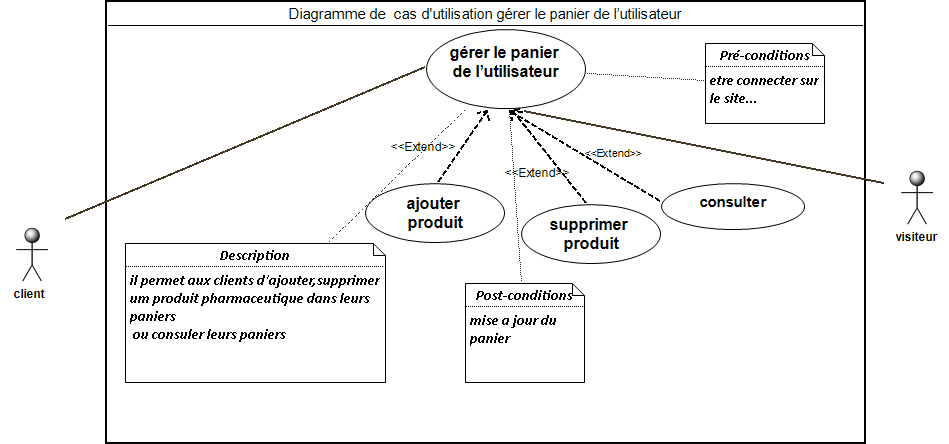 Diagramme de cas d'utilisation gérer le panier de l'utilisateur
gérer le panier
de l'utilisateur
Pré-conditions
etre connecter sur
le site...
<<Extend>>
<<Extend>>
<<Extend>>
ajouter
produit
supprimer
produit
consulter
visiteur
client
Description
il permet aux clients d'ajouter,supprimer
um produit pharmaceutique dans leurs
paniers
ou consuler leurs paniers
Post-conditions
mise a jour du
panier